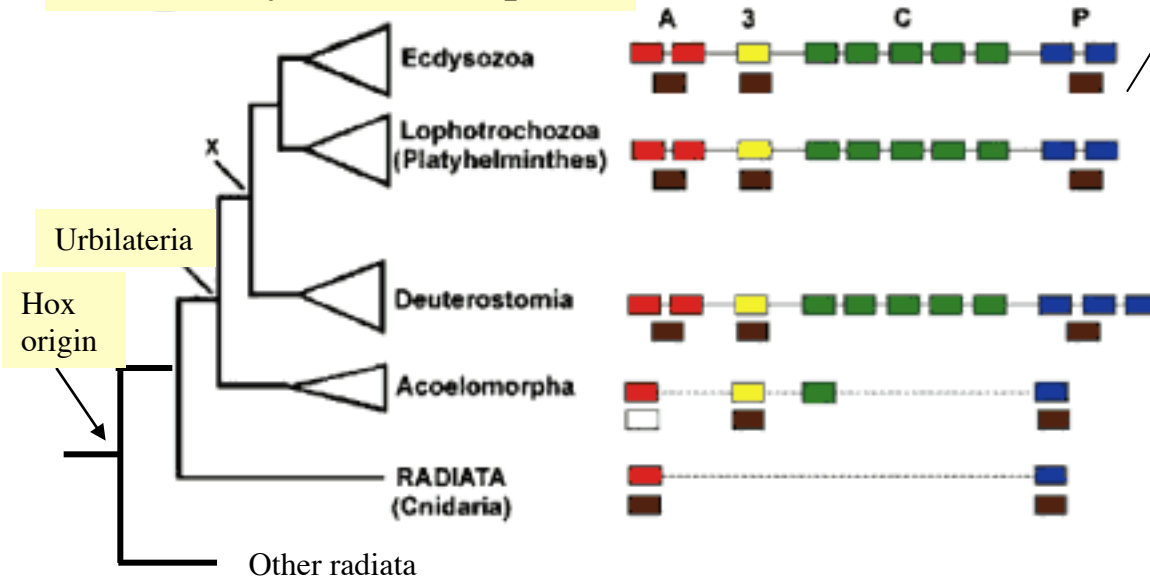 A 3 C P
Ecdysozoa
Lophotrochozoa
(Platyhelminthes)
x
Urbilateria
Hox
origin
Deuterostomia
Acoelomorpha
RADIATA
(Cnidaria)
Other radiata